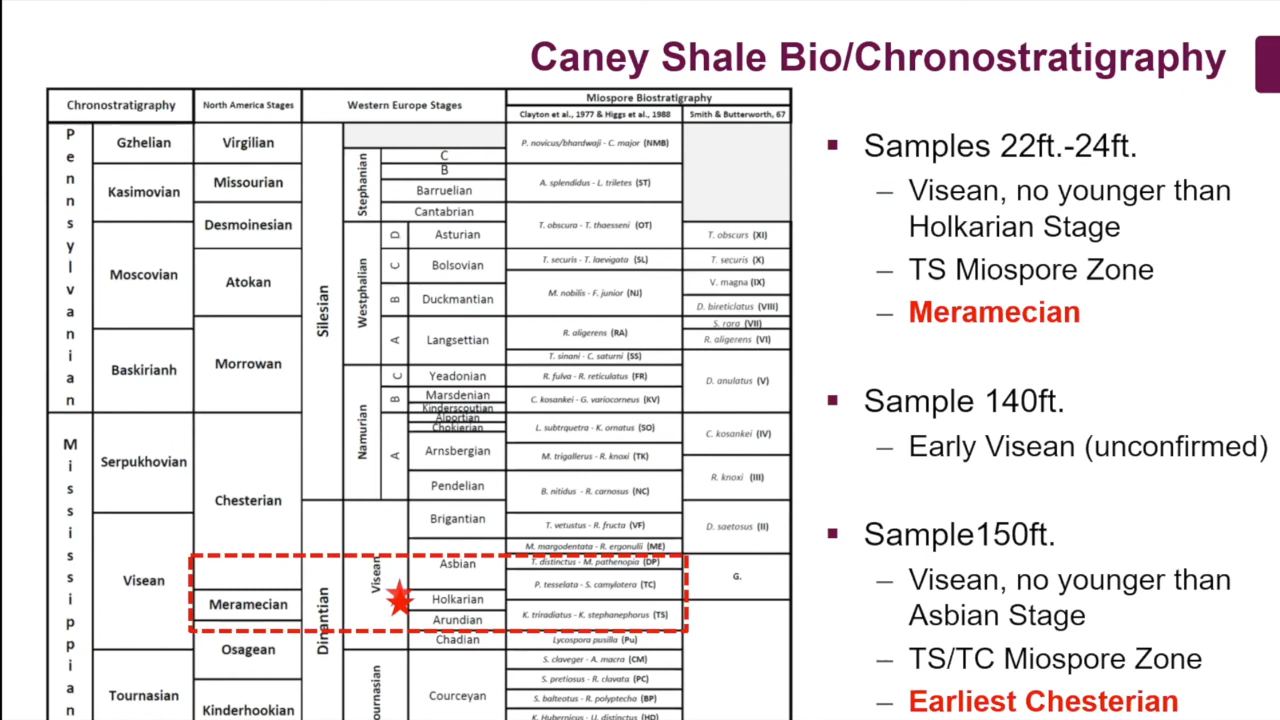 Caney Shale Bio/Chronostratigraphy
Chronostratigraphy
North America Stages
Western Europe Stages
Miospore Biostratigraphy
Clayton et al., 1977 & Higgs et al., 1988
Smith & Butterworth, 67
Pennsylvanian
Mississippian
Gzhelian
Kasimovian
Moscovian
Baskirianh
Serpukhovian
Visean
Tournasian
Virgilian
Missourian
Desmoinesian
Atokan
Morrowan
Chesterian
Meramecian
Osagean
Kinderhookian
Silesian
Dinantian
Stephanian
Westphalian
Namurian
Visean
ournasian
D
C
B
A
C
B
A
C
B
Barruelian
Cantabrian
Asturian
Bolsovian
Duckmantian
Langsettian
Yeadonian
Marsdenian
Kinderscoutian
Alportian
Chokierian
Arnsbergian
Pendelian
Brigantian
Asbian
Holkarian
Arundian
Chadian
Courceyan
P. novicus/bhardwaji - C. major (NMB)
A. splendidus - L. triletes (ST)
T. obscura - T. thaesseni (OT)
T. securis - T. laevigata (SL)
M. nobilis - F. junior (NJ)
R. aligerens (RA)
T. sinani - C. saturni (SS)
R. fulva - R. reticulatus (FR)
C. kosankei - G. variocorneus (KV)
L. subtrquetra - K. ornatus (SO)
M. trigallerus - R. knoxi (TK)
B. nitidus - R. carnosus (NC)
T. vetustus - R. fructa (VF)
M. margodentata - R. ergonulii (ME)
T. distinctus - M. pathenopia (DP)
P. tesselata - S. camylotera (TC)
K. triradiatus - K. stephanephorus (TS)
Lycospora pusilla (Pu)
S. claveger - A. macra (CM)
S. pretiosus - R. clavata (PC)
S. balteotus - R. polyptecha (BP)
K. Hubernicus - U. distinctus (HD)
T. obscurs (XI)
T. securis (X)
V. magna (IX)
D. bireticlatus (VIII)
S. rara (VII)
R. aligerens (VI)
D. anulatus (V)
C. kosankei (IV)
R. knoxi (III)
D. saetosus (II)
G.
▪ Samples 22ft.-24ft.
– Visean, no younger than
Holkarian Stage
– TS Miospore Zone
– Meramecian
▪ Sample 140ft.
– Early Visean (unconfirmed)
▪ Sample150ft.
– Visean, no younger than
Asbian Stage
– TS/TC Miospore Zone
– Earliest Chesterian